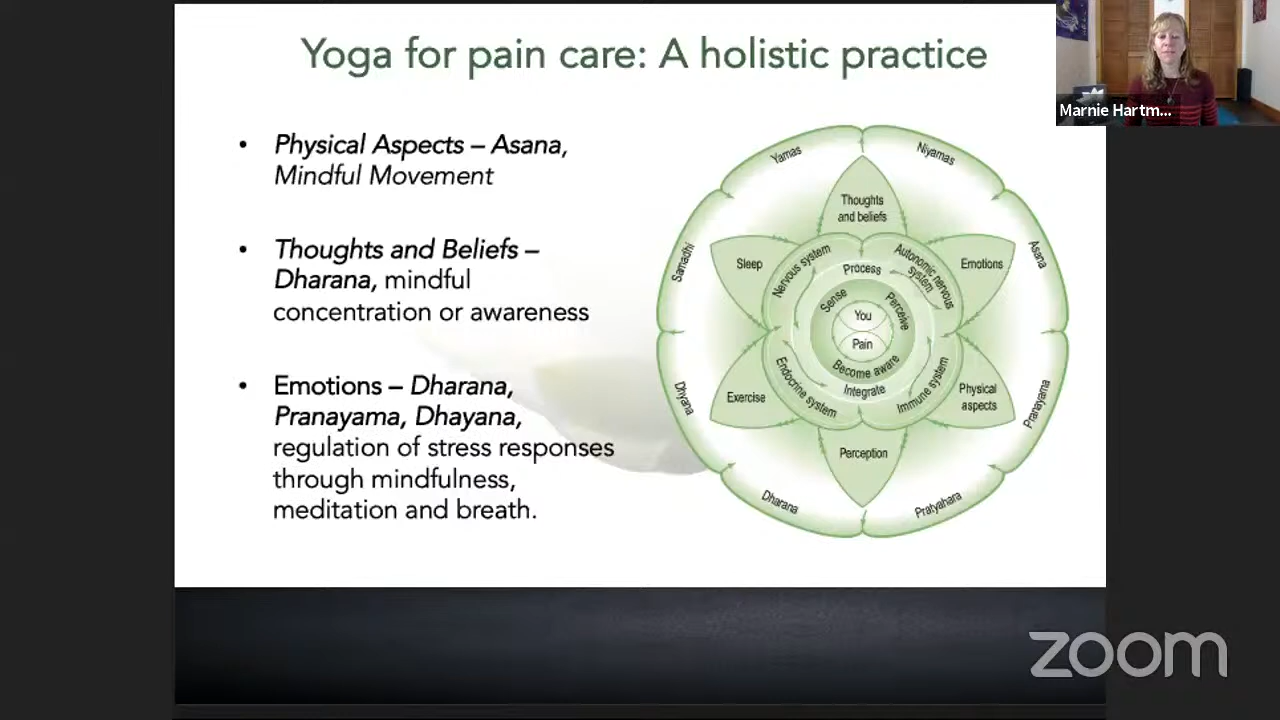 Yoga for pain care: A holistic practice
Marnie Hartm...
• Physical Aspects – Asana,
Mindful Movement
• Thoughts and Beliefs –
Dharana, mindful
concentration or awareness
• Emotions – Dharana,
Pranayama, Dhayana,
regulation of stress responses
through mindfulness,
meditation and breath.
Yamas
Niyamas
Asana
Pranayama
Pratyahara
Dharana
Dhyana
Samadhi
Thoughts
and beliefs
Emotions
Physical
aspects
Perception
Exercise
Sleep
Nervous system
Autonomic nervous
system
Immune system
Endocrine system
Process
Integrate
Sense
Perceive
Become aware
You
Pain
zoom